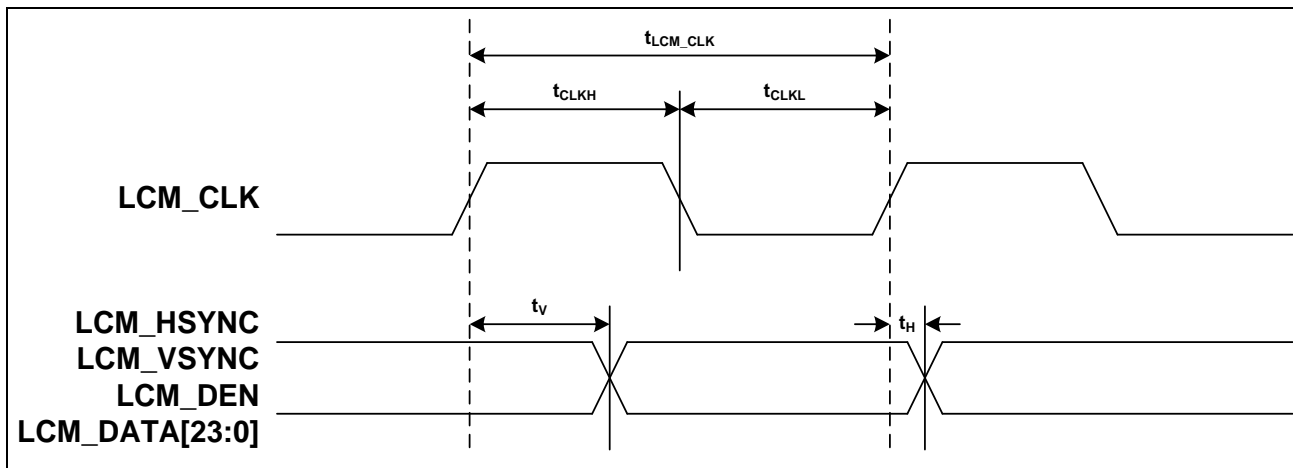 tLCM_CLK
tCLKH
tCLKL
LCM_CLK
tV
tH
LCM_HSYNC
LCM_VSYNC
LCM_DEN
LCM_DATA[23:0]